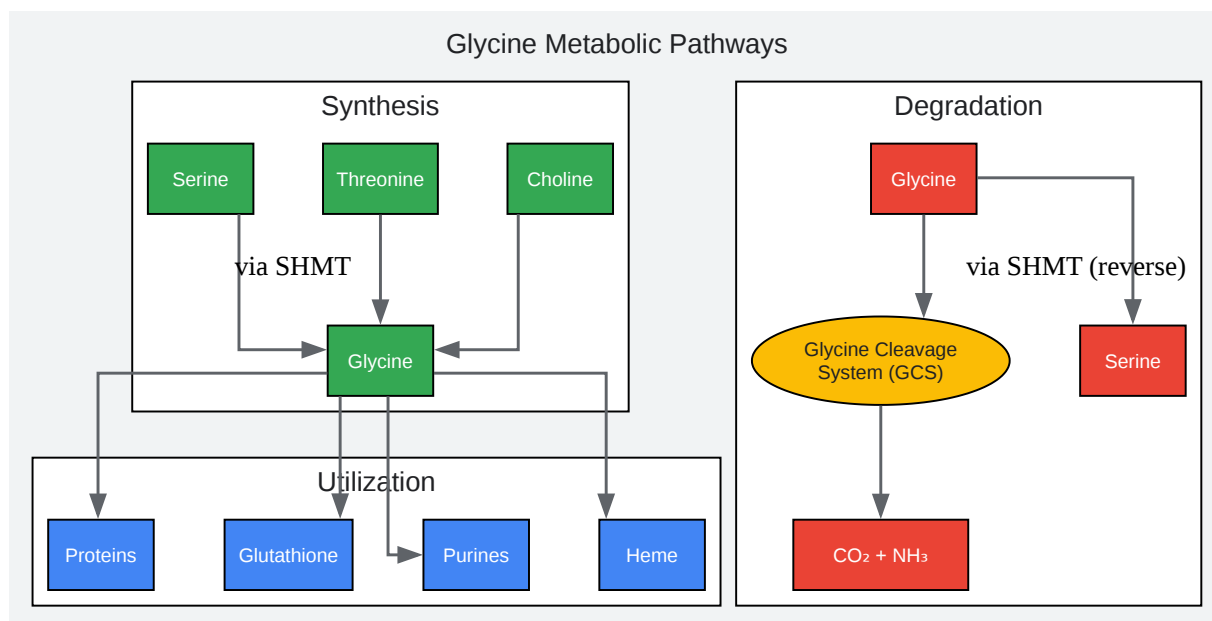 Glycine Metabolic Pathways
Synthesis
Serine
Threonine
Choline
via SHMT
Glycine
Utilization
Proteins
Glutathione
Purines
Heme
Degradation
Glycine
via SHMT (reverse)
Glycine Cleavage
System (GCS)
Serine
CO₂ + NH₃